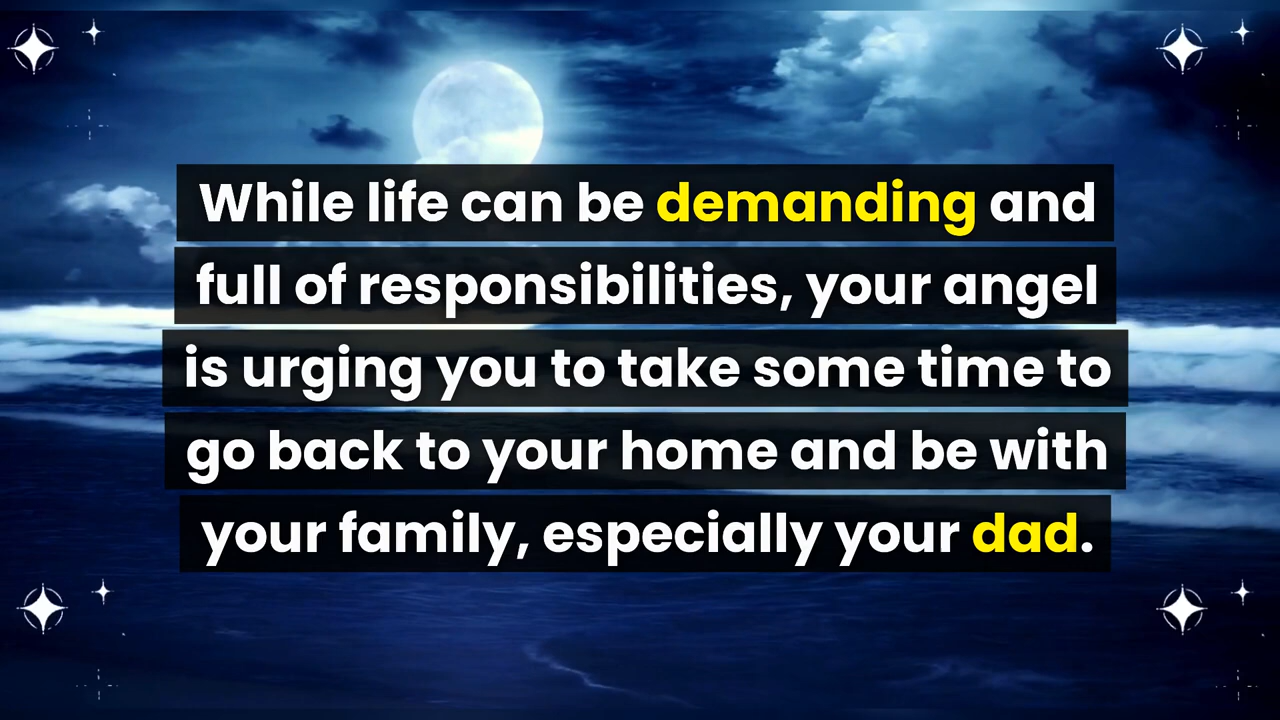 While life can be demanding and
full of responsibilities, your angel
is urging you to take some time to
go back to your home and be with
your family, especially your dad.